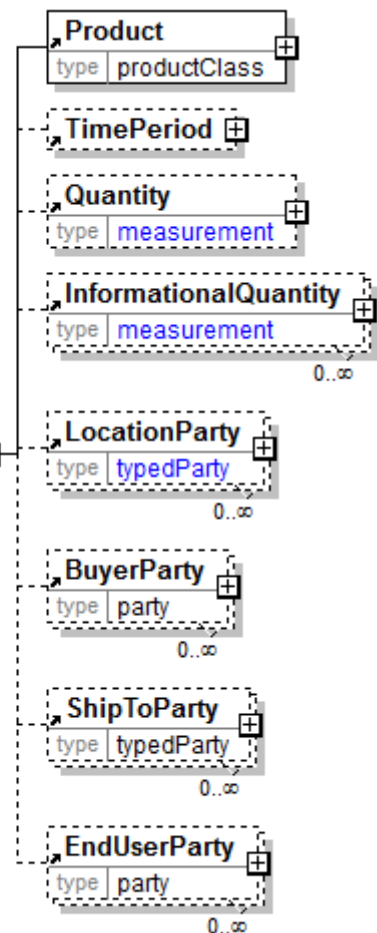 Product
type productClass
TimePeriod
Quantity
type measurement
InformationalQuantity
type measurement
0..∞
LocationParty
type typedParty
0..∞
BuyerParty
type party
0..∞
ShipToParty
type typedParty
0..∞
EndUserParty
type party
0..∞